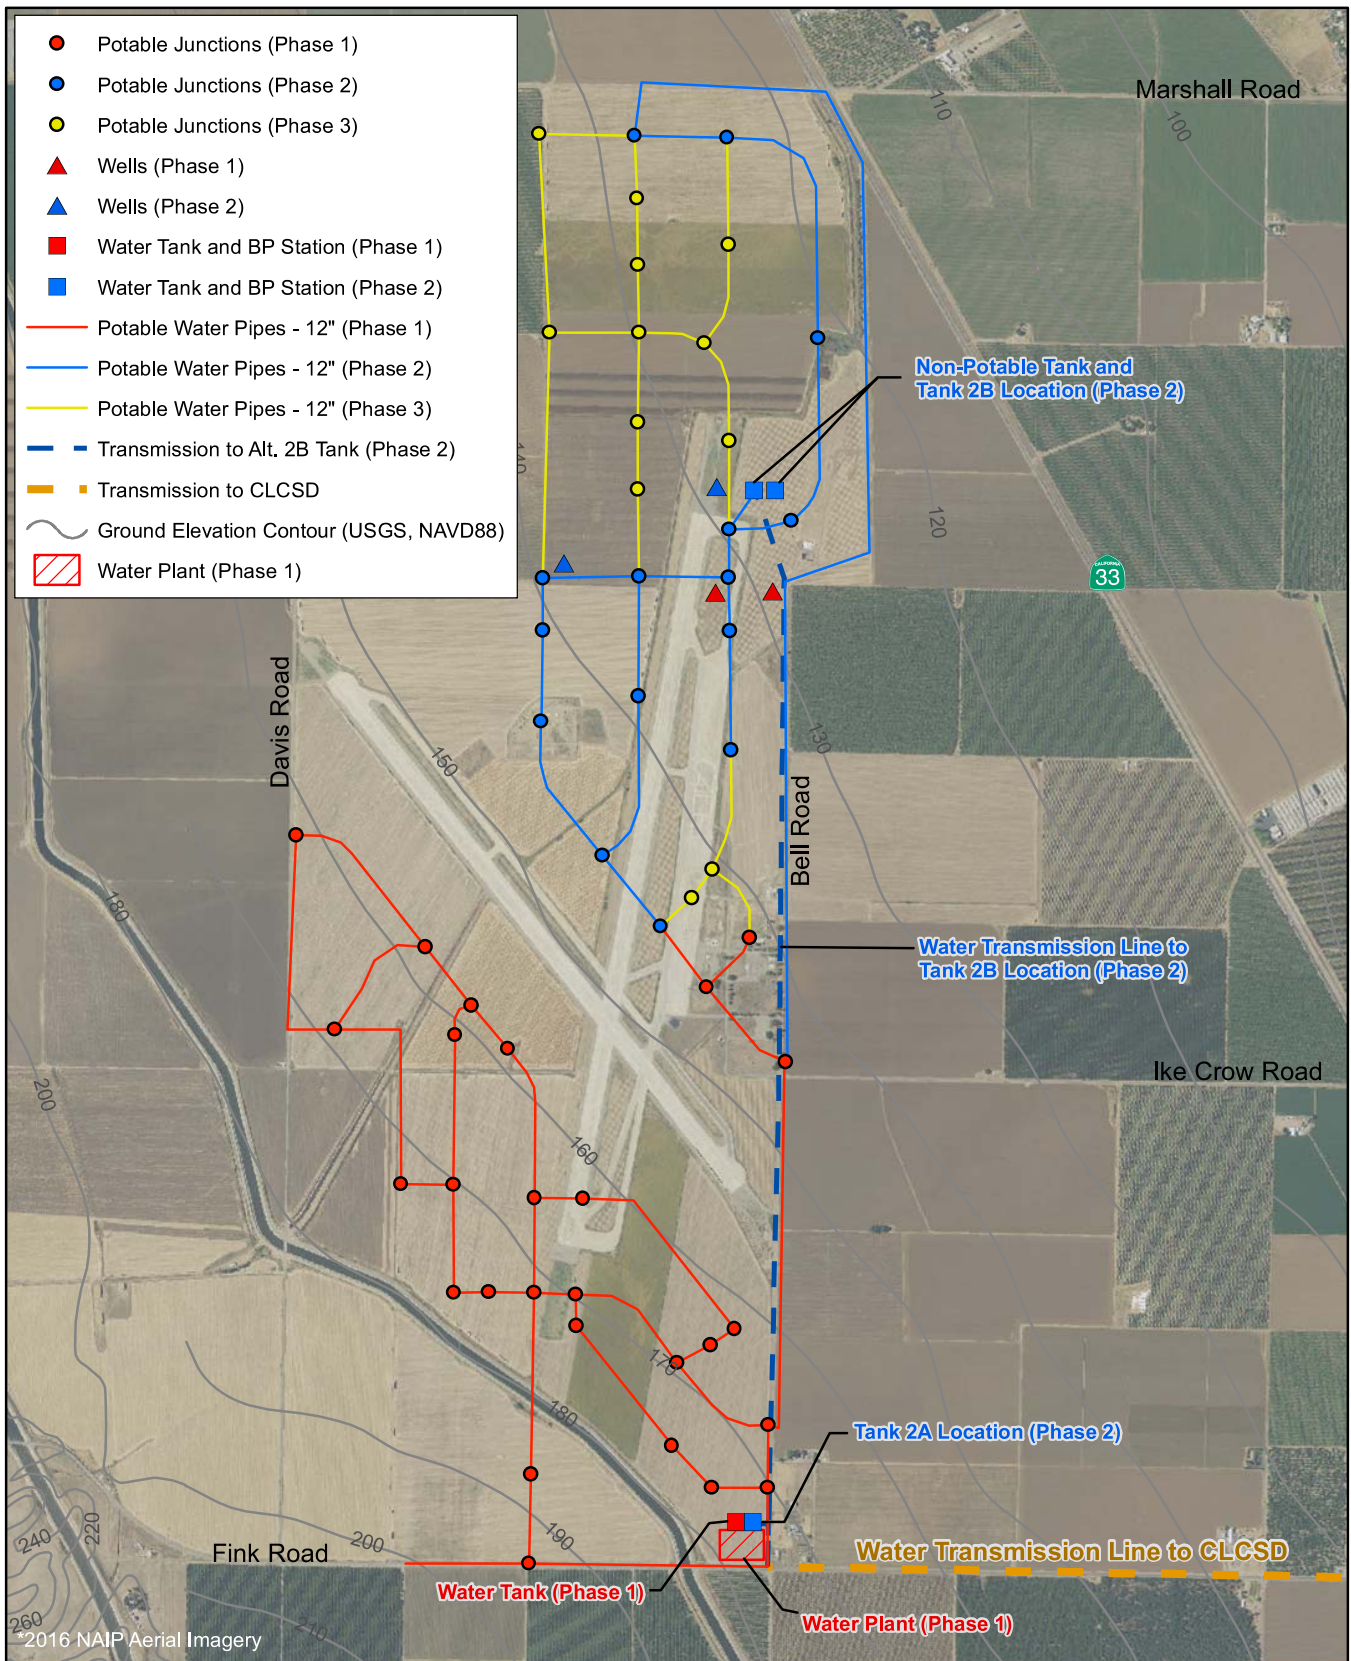 Potable Junctions (Phase 1)
Potable Junctions (Phase 2)
Potable Junctions (Phase 3)
Wells (Phase 1)
Wells (Phase 2)
Water Tank and BP Station (Phase 1)
Water Tank and BP Station (Phase 2)
Potable Water Pipes - 12" (Phase 1)
Potable Water Pipes - 12" (Phase 2)
Potable Water Pipes - 12" (Phase 3)
Transmission to Alt. 2B Tank (Phase 2)
Transmission to CLCSD
Ground Elevation Contour (USGS, NAVD88)
Water Plant (Phase 1)
Marshall Road
110
100
Non-Potable Tank and
Tank 2B Location (Phase 2)
140
120
CALIFORNIA
33
Davis Road
150
130
Bell Road
180
Water Transmission Line to
Tank 2B Location (Phase 2)
Ike Crow Road
200
160
170
180
Tank 2A Location (Phase 2)
240
220
200
190
Fink Road
Water Transmission Line to CLCSD
Water Tank (Phase 1)
Water Plant (Phase 1)
260
210
*2016 NAIP Aerial Imagery